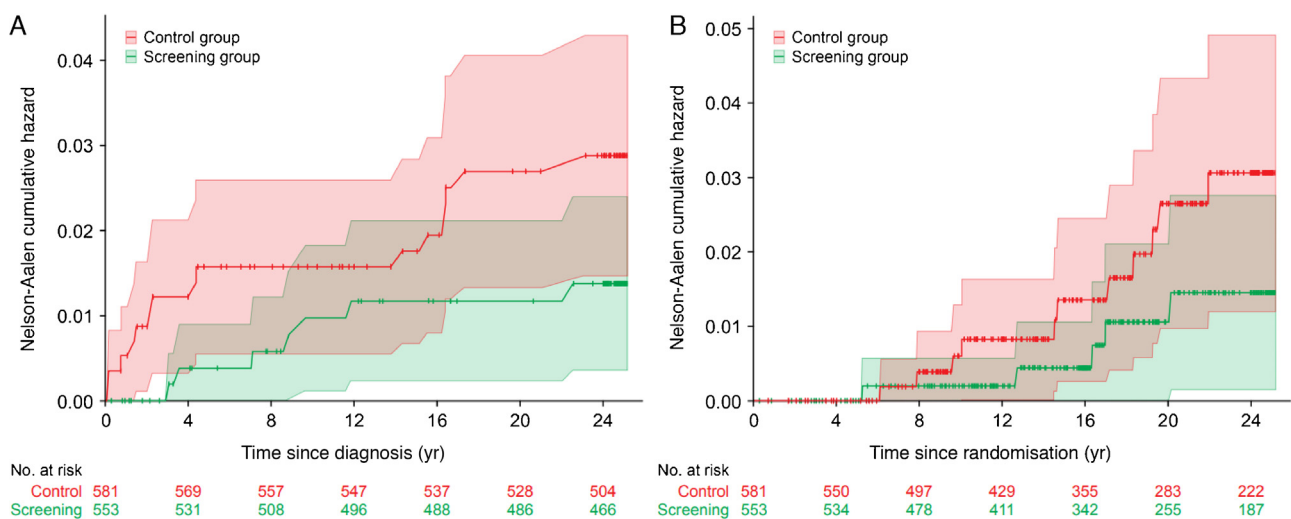 A
Control group
Screening group
Nelson-Aalen cumulative hazard
0.04
0.03
0.02
0.01
0.00
0 4 8 12 16 20 24
Time since diagnosis (yr)
No. at risk
Control 581 569 557 547 537 528 504
Screening 553 531 508 496 488 486 466
B
Control group
Screening group
Nelson-Aalen cumulative hazard
0.05
0.04
0.03
0.02
0.01
0.00
0 4 8 12 16 20 24
Time since randomisation (yr)
No. at risk
Control 581 550 497 429 355 283 222
Screening 553 534 478 411 342 255 187